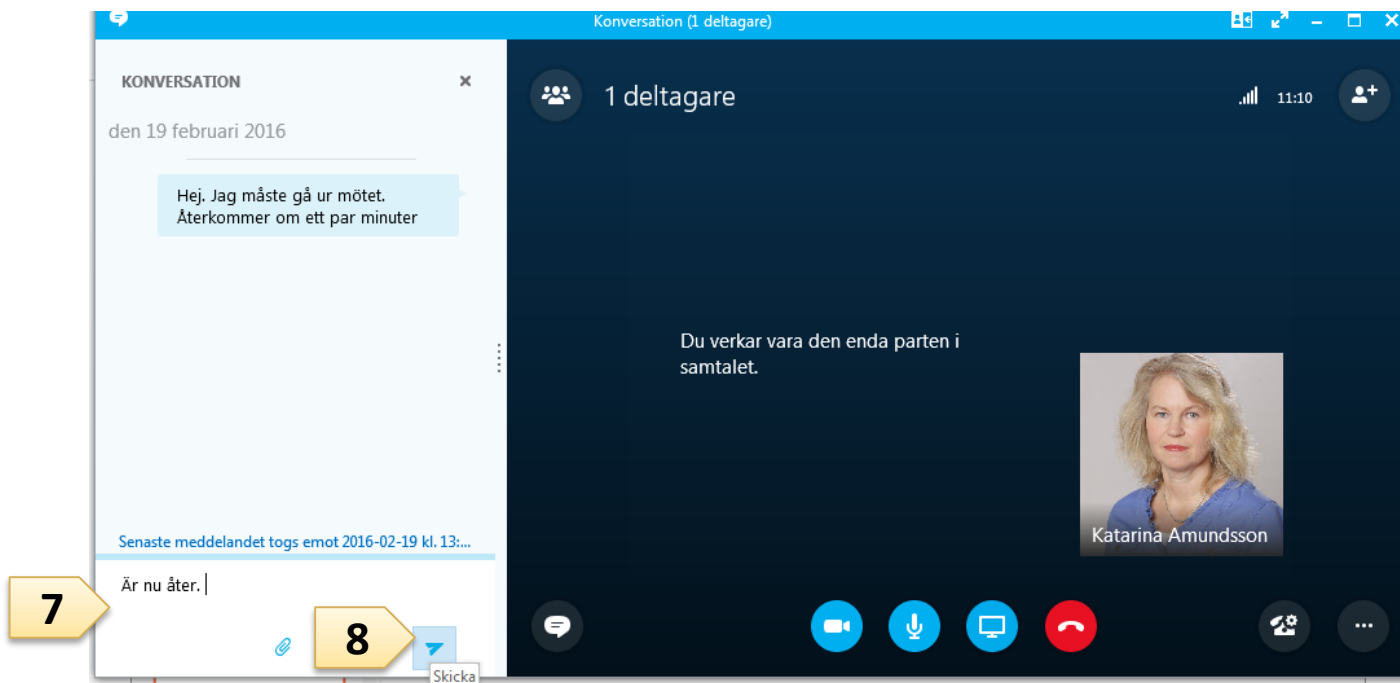 Konversation (1 deltagare)
KONVERSATION
den 19 februari 2016
Hej. Jag måste gå ur mötet.
Återkommer om ett par minuter
Senaste meddelandet togs emot 2016-02-19 kl. 13:...
Är nu åter.
7
8
Skicka
1 deltagare
11:10
Du verkar vara den enda parten i
samtalet.
Katarina Amundsson